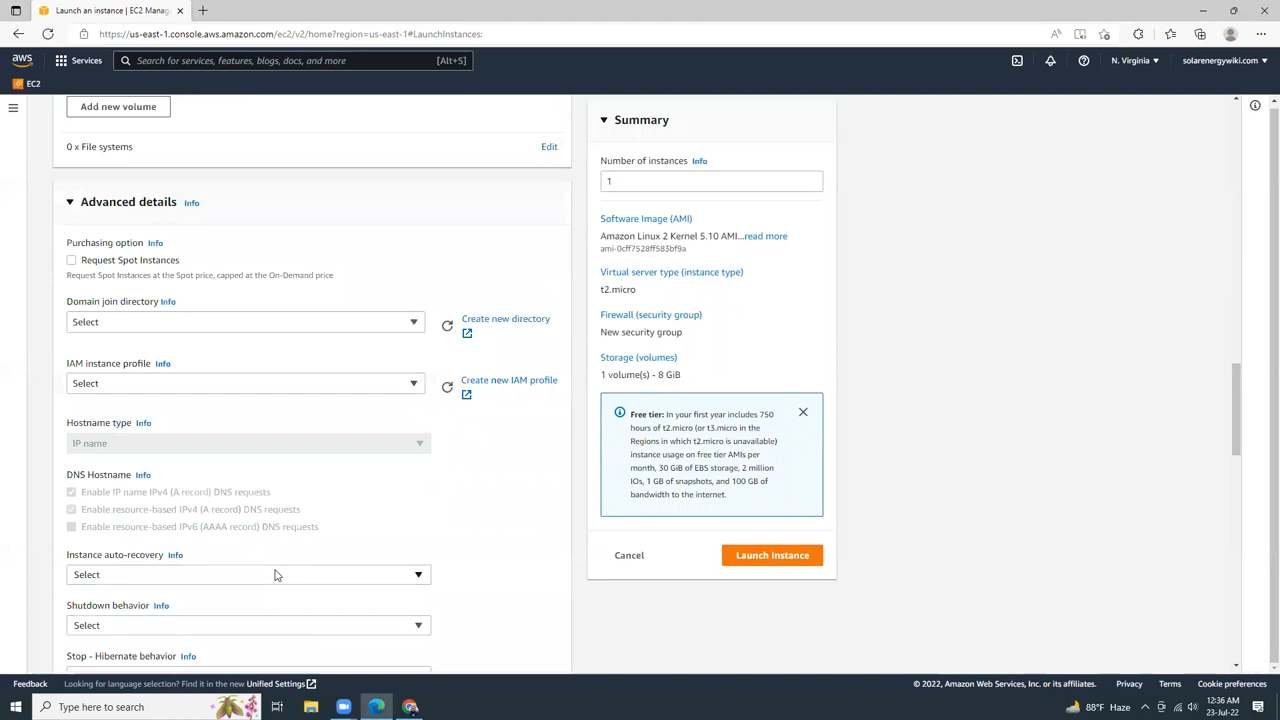 Launch an instance | EC2 Manag
https://us-east-1.console.aws.amazon.com/ec2/v2/home?region=us-east-1#LaunchInstances:
aws
Services
Search for services, features, blogs, docs, and more
[Alt+S]
N. Virginia
solarenergywiki.com
EC2
Add new volume
0 x File systems
Edit
Advanced details Info
Purchasing option Info
Request Spot Instances
Request Spot Instances at the Spot price, capped at the On-Demand price
Domain join directory Info
Select
Create new directory
IAM instance profile Info
Select
Create new IAM profile
Hostname type Info
IP name
DNS Hostname Info
Enable IP name IPv4 (A record) DNS requests
Enable resource-based IPv4 (A record) DNS requests
Enable resource-based IPv6 (AAAA record) DNS requests
Instance auto-recovery Info
Select
Shutdown behavior Info
Select
Stop - Hibernate behavior Info
Summary
Number of instances Info
1
Software Image (AMI)
Amazon Linux 2 Kernel 5.10 AMI...read more
ami-0cff7528ff583bf9a
Virtual server type (instance type)
t2.micro
Firewall (security group)
New security group
Storage (volumes)
1 volume(s) - 8 GiB
Free tier: In your first year includes 750
hours of t2.micro (or t3.micro in the
Regions in which t2.micro is unavailable)
instance usage on free tier AMIs per
month, 30 GiB of EBS storage, 2 million
IOs, 1 GB of snapshots, and 100 GB of
bandwidth to the internet.
Cancel
Launch instance
Feedback
Looking for language selection? Find it in the new Unified Settings
© 2022, Amazon Web Services, Inc. or its affiliates.
Privacy
Terms
Cookie preferences
Type here to search
88°F Haze
12:36 AM
23-Jul-22